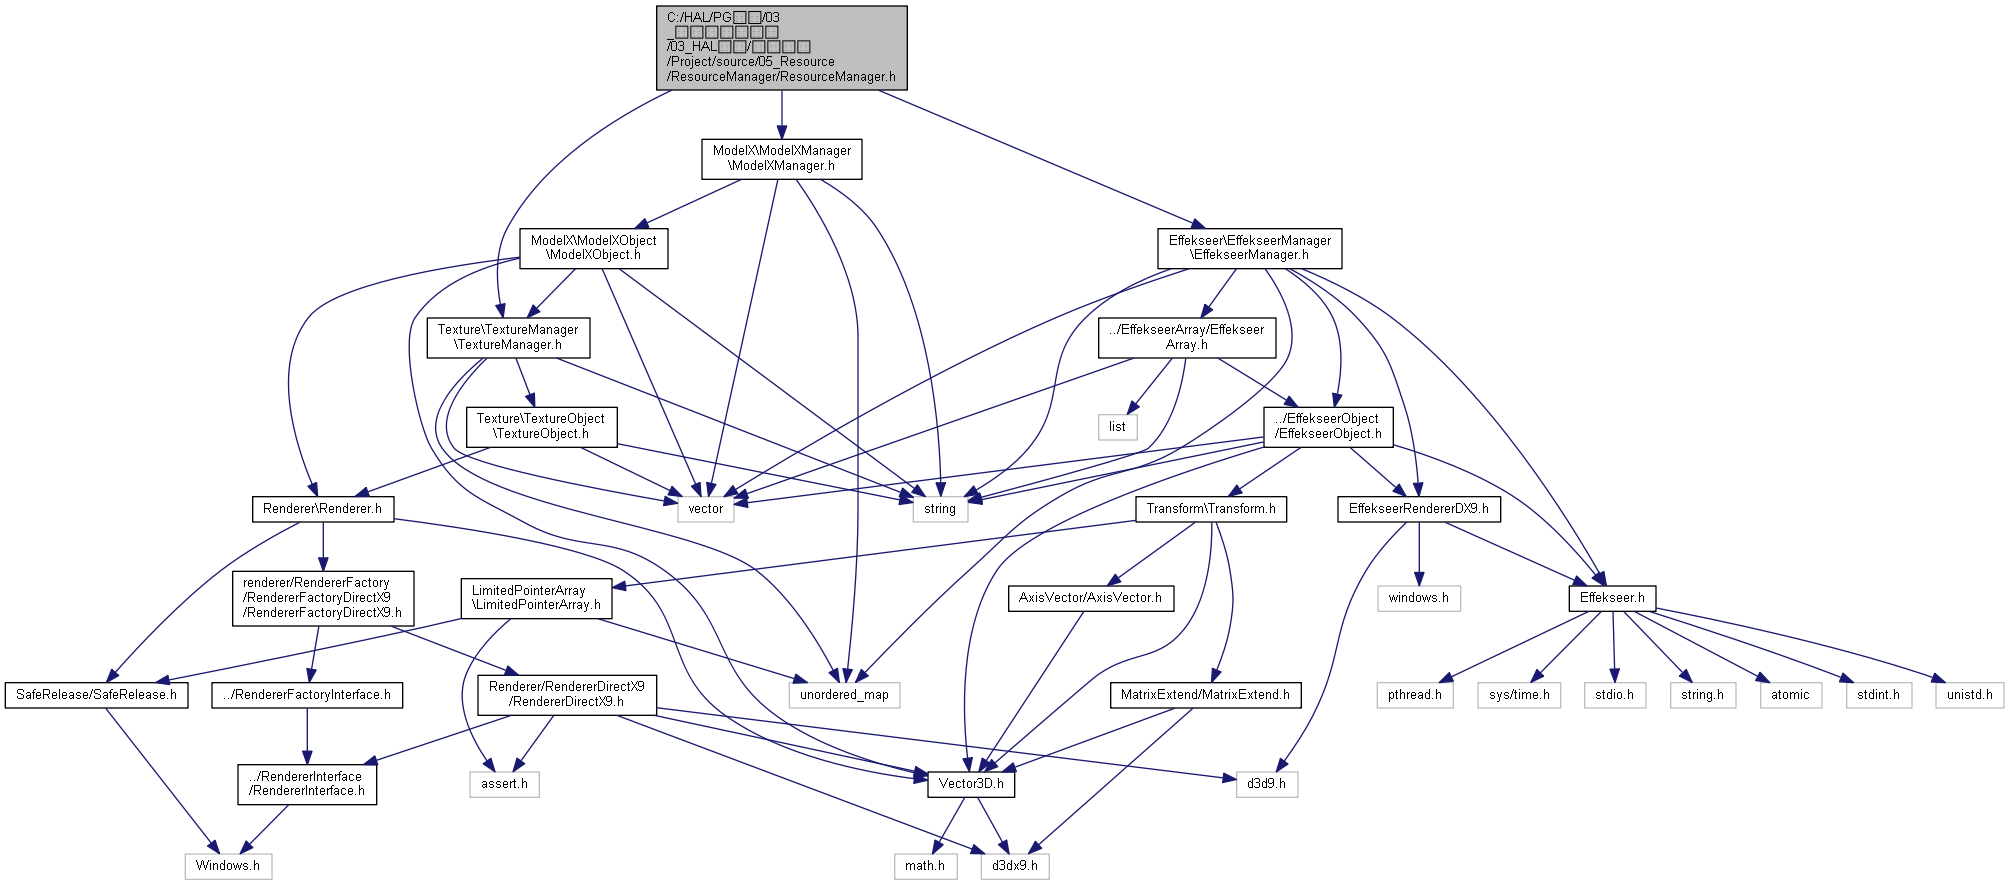 C:/HAL/PG□□/03
_□□□□□□□
/03_HAL□□/□□□□
/Project/source/05_Resource
/ResourceManager/ResourceManager.h
ModelX\ModelXManager
\ModelXManager.h
ModelX\ModelXObject
\ModelXObject.h
Effekseer\EffekseerManager
\EffekseerManager.h
Texture\TextureManager
\TextureManager.h
../EffekseerArray/Effekseer
Array.h
Texture\TextureObject
\TextureObject.h
list
../EffekseerObject
/EffekseerObject.h
Renderer\Renderer.h
vector
string
Transform\Transform.h
EffekseerRendererDX9.h
renderer/RendererFactory
/RendererFactoryDirectX9
/RendererFactoryDirectX9.h
LimitedPointerArray
\LimitedPointerArray.h
AxisVector/AxisVector.h
windows.h
Effekseer.h
SafeRelease/SafeRelease.h
../RendererFactoryInterface.h
Renderer/RendererDirectX9
/RendererDirectX9.h
unordered_map
MatrixExtend/MatrixExtend.h
pthread.h
sys/time.h
stdio.h
string.h
atomic
stdint.h
unistd.h
../RendererInterface
/RendererInterface.h
assert.h
Vector3D.h
d3d9.h
Windows.h
math.h
d3dx9.h